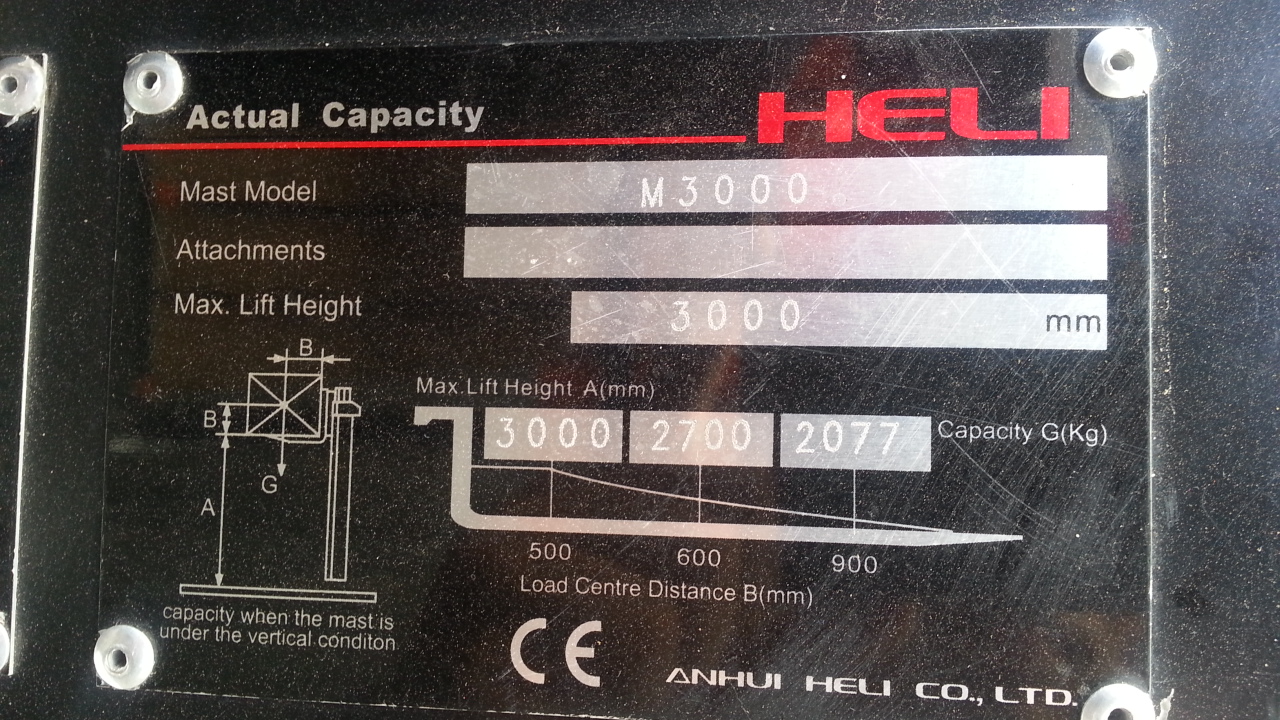 Actual Capacity HELI
Mast Model M3000
Attachments
Max. Lift Height 3000 mm
B
B
G
A
Max.Lift Height A(mm)
3000 2700 2077 Capacity G(Kg)
500 600 900
Load Centre Distance B(mm)
capacity when the mast is
under the vertical conditon
CE
ANHUI HELI CO., LTD.